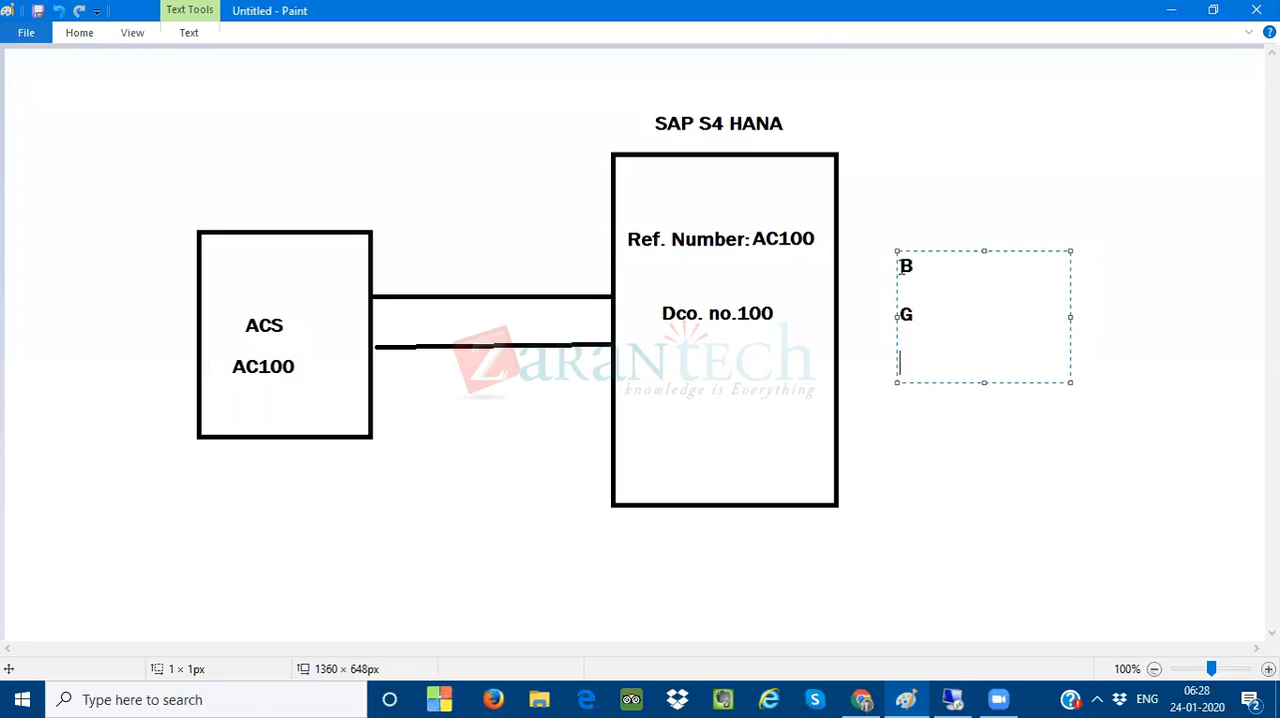 Text Tools
Untitled - Paint
File
Home
View
Text
SAP S4 HANA
Ref. Number: AC100
Dco. no.100
ACS
AC100
B
G
ZaranTech
knowledge is Everything
1 × 1px
1360 × 648px
100%
Type here to search
ENG
06:28
24-01-2020
2